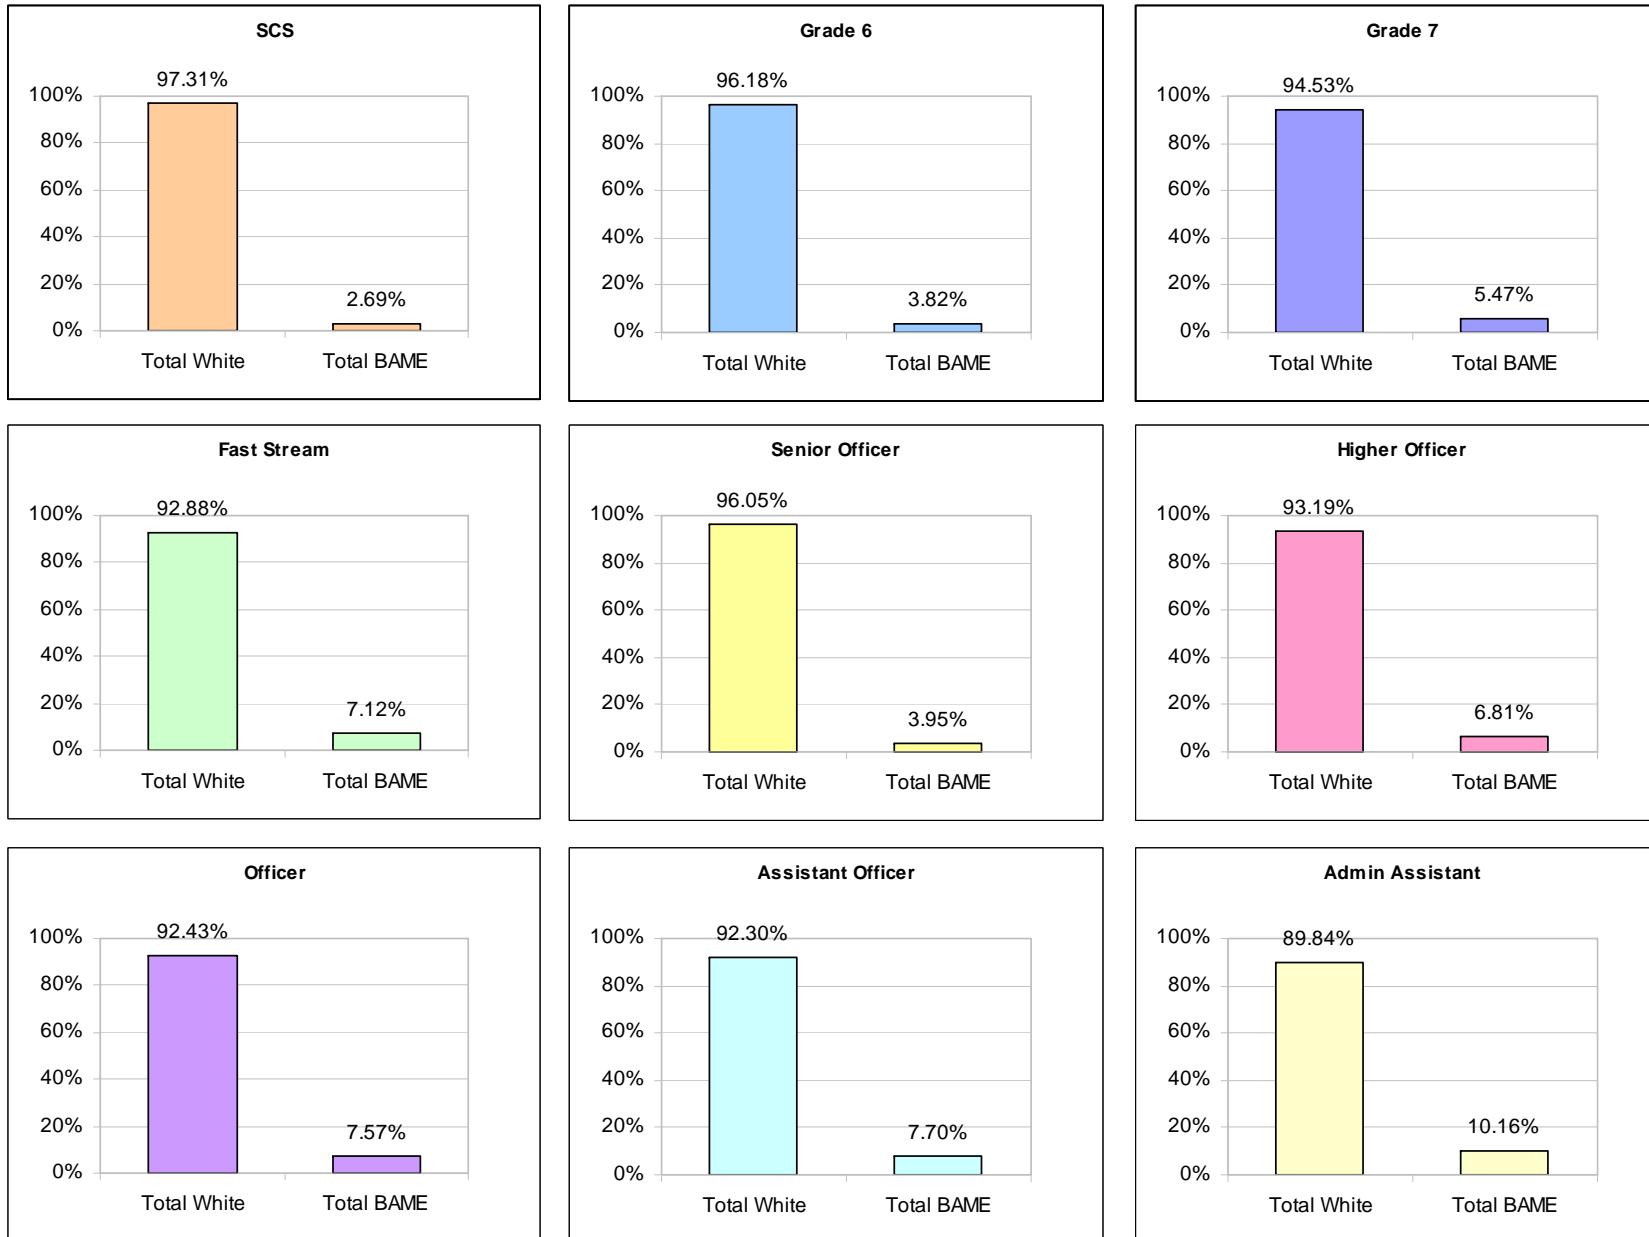 SCS
97.31%
100%
80%
60%
40%
20%
2.69%
0%
Total White
Total BAME
Grade 6
96.18%
100%
80%
60%
40%
20%
3.82%
0%
Total White
Total BAME
Grade 7
94.53%
100%
80%
60%
40%
20%
5.47%
0%
Total White
Total BAME
Fast Stream
92.88%
100%
80%
60%
40%
20%
7.12%
0%
Total White
Total BAME
Senior Officer
96.05%
100%
80%
60%
40%
20%
3.95%
0%
Total White
Total BAME
Higher Officer
93.19%
100%
80%
60%
40%
20%
6.81%
0%
Total White
Total BAME
Officer
92.43%
100%
80%
60%
40%
20%
7.57%
0%
Total White
Total BAME
Assistant Officer
92.30%
100%
80%
60%
40%
20%
7.70%
0%
Total White
Total BAME
Admin Assistant
89.84%
100%
80%
60%
40%
20%
10.16%
0%
Total White
Total BAME